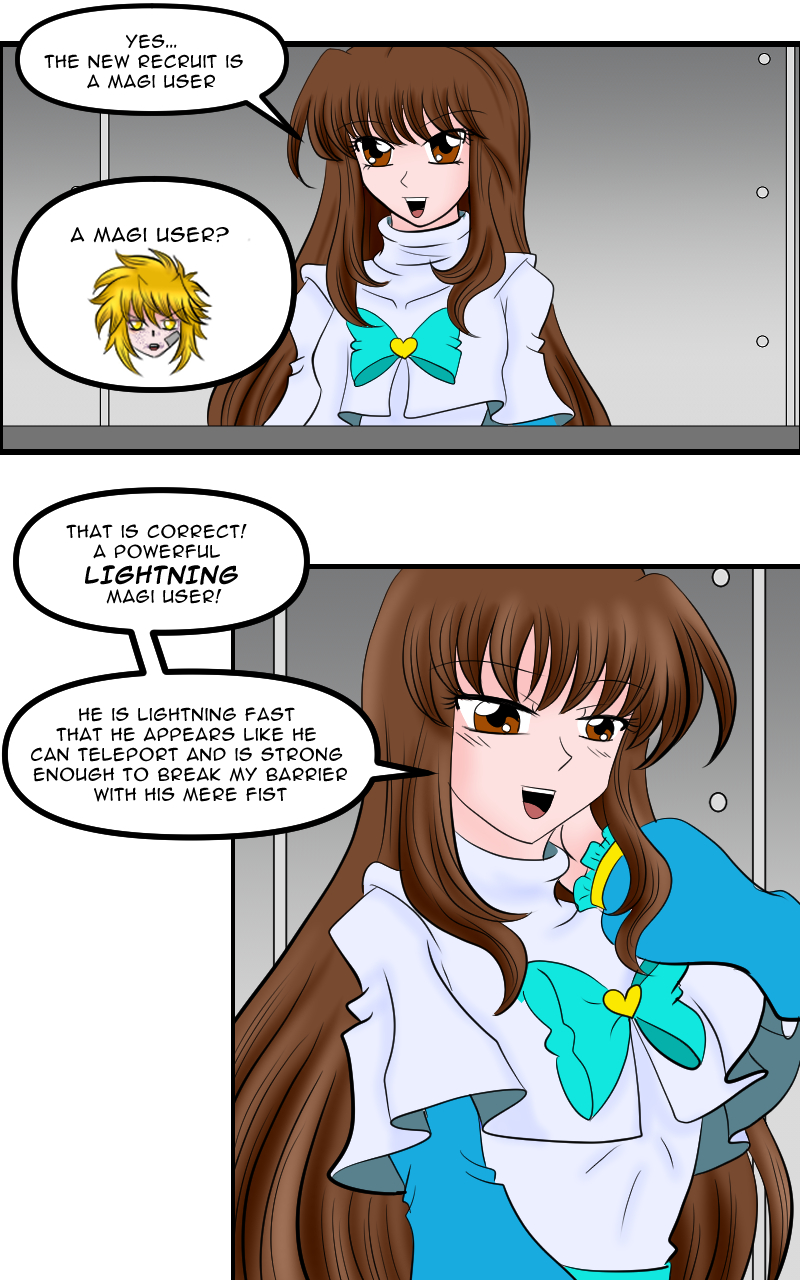 YES...
THE NEW RECRUIT IS
A MAGI USER
A MAGI USER?
THAT IS CORRECT!
A POWERFUL
LIGHTNING
MAGI USER!
HE IS LIGHTNING FAST
THAT HE APPEARS LIKE HE
CAN TELEPORT AND IS STRONG
ENOUGH TO BREAK MY BARRIER
WITH HIS MERE FIST